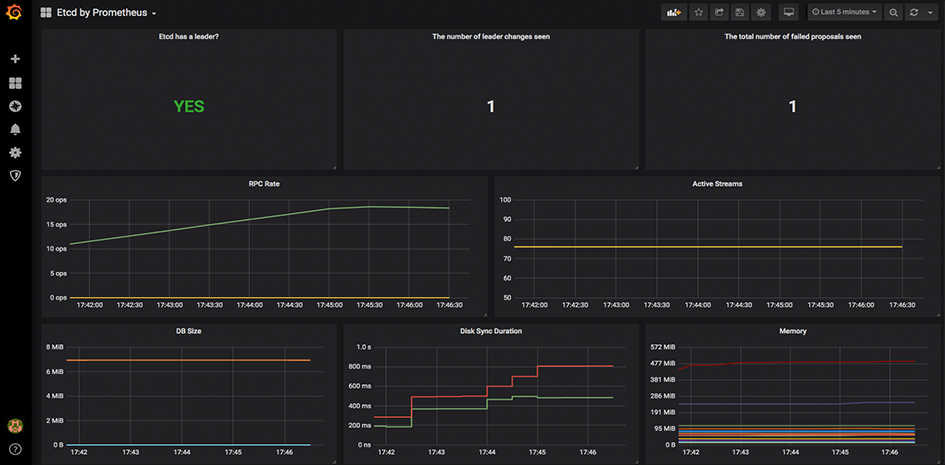 Etcd by Prometheus
Last 5 minutes
Etcd has a leader?
The number of leader changes seen
The total number of failed proposals seen
YES
1
1
RPC Rate
20 ops
15 ops
10 ops
5 ops
0 ops
17:42:00 17:42:30 17:43:00 17:43:30 17:44:00 17:44:30 17:45:00 17:45:30 17:46:00 17:46:30
Active Streams
100
90
80
70
60
50
17:42:00 17:42:30 17:43:00 17:43:30 17:44:00 17:44:30 17:45:00 17:45:30 17:46:00 17:46:30
DB Size
8 MiB
6 MiB
4 MiB
2 MiB
0 B
17:42 17:43 17:44 17:45 17:46
Disk Sync Duration
1.0 s
800 ms
600 ms
400 ms
200 ms
0 ns
17:42 17:43 17:44 17:45 17:46
Memory
572 MiB
477 MiB
381 MiB
286 MiB
191 MiB
95 MiB
0 B
17:42 17:43 17:44 17:45 17:46